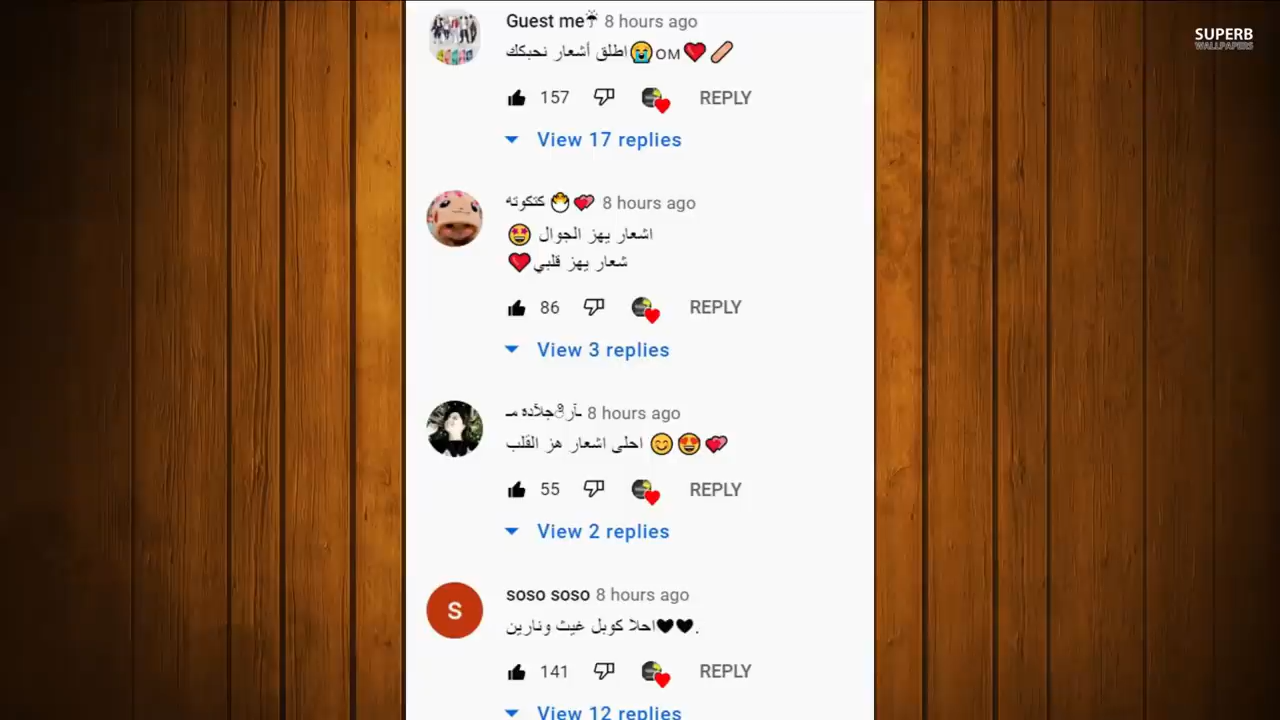 SUPERB
WALLPAPERS
Guest me☔ 8 hours ago
اطلق أشعار نحبكك😭ᴏᴍ❤️🩹
157 REPLY
View 17 replies
كتكوته 🐣💕 8 hours ago
اشعار يهز الجوال 🤩
شعار يهز قلبي❤️
86 REPLY
View 3 replies
8 hours ago
احلى اشعار هز القلب 😊😍💕
55 REPLY
View 2 replies
S
soso soso 8 hours ago
احلا كوبل غيث ونارين🖤🖤.
141 REPLY
View 12 replies